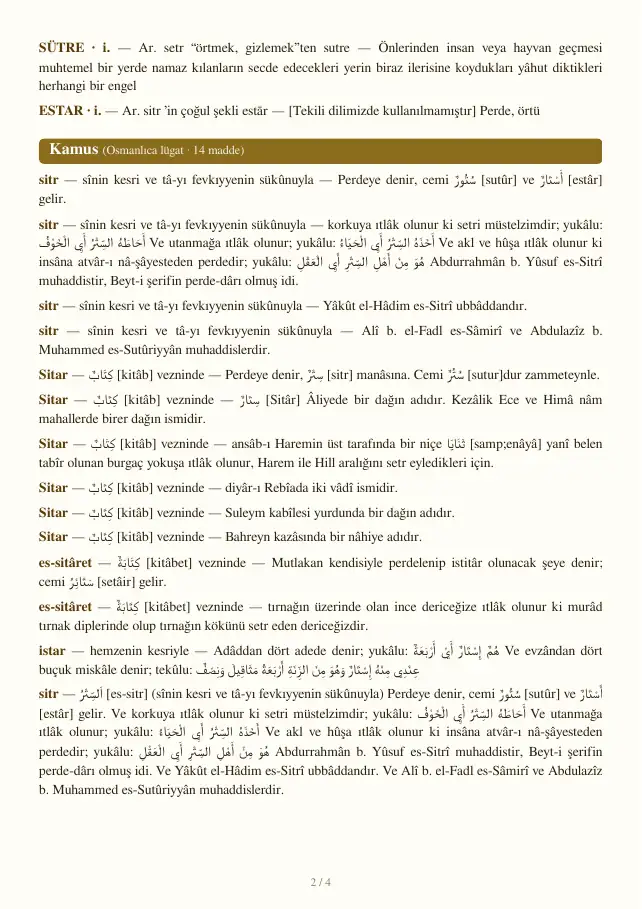 SÜTRE · i. — Ar. setr “örtmek, gizlemek”ten sutre — Önlerinden insan veya hayvan geçmesi
muhtemel bir yerde namaz kılanların secde edecekleri yerin biraz ilerisine koydukları yâhut diktikleri
herhangi bir engel
ESTAR · i. — Ar. sitr ’in çoğul şekli estār — [Tekili dilimizde kullanılmamıştır] Perde, örtü
Kamus (Osmanlıca lügat · 14 madde)
sitr — sînin kesri ve tâ-yı fevkıyyenin sükûnuyla — Perdeye denir, cemi سُتُورٌ [sutûr] ve أَسْتَارٌ [estâr]
gelir.
sitr — sînin kesri ve tâ-yı fevkıyyenin sükûnuyla — korkuya ıtlâk olunur ki setri müstelzimdir; yukâlu:
أَحَاطَهُ السِّتْرُ أَيِ الْخَوْفُ Ve utanmağa ıtlâk olunur; yukâlu: أَخَذَهُ السِّتْرُ أَيِ الْحَيَاءُ Ve akl ve hûşa ıtlâk olunur ki
insâna atvâr-ı nâ-şâyesteden perdedir; yukâlu: هُوَ مِنْ أَهْلِ السِّتْرِ أَيِ الْعَقْلِ Abdurrahmân b. Yûsuf es-Sitrî
muhaddistir, Beyt-i şerifin perde-dârı olmuş idi.
sitr — sînin kesri ve tâ-yı fevkıyyenin sükûnuyla — Yâkût el-Hâdim es-Sitrî ubbâddandır.
sitr — sînin kesri ve tâ-yı fevkıyyenin sükûnuyla — Alî b. el-Fadl es-Sâmirî ve Abdulazîz b.
Muhammed es-Sutûriyyân muhaddislerdir.
Sitar — كِتَابٌ [kitâb] vezninde — Perdeye denir, سِتْرٌ [sitr] manâsına. Cemi سُتُرٌ [sutur]dur zammeteynle.
Sitar — كِتَابٌ [kitâb] vezninde — سِتَارٌ [Sitâr] Âliyede bir dağın adıdır. Kezâlik Ece ve Himâ nâm
mahallerde birer dağın ismidir.
Sitar — كِتَابٌ [kitâb] vezninde — ansâb-ı Haremin üst tarafında bir niçe ثَنَايَا [samp;enâyâ] yanî belen
tabîr olunan burgaç yokuşa ıtlâk olunur, Harem ile Hill aralığını setr eyledikleri için.
Sitar — كِتَابٌ [kitâb] vezninde — diyâr-ı Rebîada iki vâdî ismidir.
Sitar — كِتَابٌ [kitâb] vezninde — Suleym kabîlesi yurdunda bir dağın adıdır.
Sitar — كِتَابٌ [kitâb] vezninde — Bahreyn kazâsında bir nâhiye adıdır.
es-sitâret — كِتَابَةٌ [kitâbet] vezninde — Mutlakan kendisiyle perdelenip istitâr olunacak şeye denir;
cemi سَتَائِرُ [setâir] gelir.
es-sitâret — كِتَابَةٌ [kitâbet] vezninde — tırnağın üzerinde olan ince dericeğize ıtlâk olunur ki murâd
tırnak diplerinde olup tırnağın kökünü setr eden dericeğizdir.
istar — hemzenin kesriyle — Adâddan dört adede denir; yukâlu: هُمْ إِسْتَارٌ أَيْ أَرْبَعَةٌ Ve evzândan dört
buçuk miskâle denir; tekûlu: عِنْدِي مِنْهُ إِسْتَارٌ وَهُوَ مِنَ الزِّنَةِ أَرْبَعَةُ مَثَاقِيلَ وَنِصْفٌ
sitr — اَلسِّتْرُ [es-sitr] (sînin kesri ve tâ-yı fevkıyyenin sükûnuyla) Perdeye denir, cemi سُتُورٌ [sutûr] ve أَسْتَارٌ
[estâr] gelir. Ve korkuya ıtlâk olunur ki setri müstelzimdir; yukâlu: أَحَاطَهُ السِّتْرُ أَيِ الْخَوْفُ Ve utanmağa
ıtlâk olunur; yukâlu: أَخَذَهُ السِّتْرُ أَيِ الْحَيَاءُ Ve akl ve hûşa ıtlâk olunur ki insâna atvâr-ı nâ-şâyesteden
perdedir; yukâlu: هُوَ مِنْ أَهْلِ السِّتْرِ أَيِ الْعَقْلِ Abdurrahmân b. Yûsuf es-Sitrî muhaddistir, Beyt-i şerifin
perde-dârı olmuş idi. Ve Yâkût el-Hâdim es-Sitrî ubbâddandır. Ve Alî b. el-Fadl es-Sâmirî ve Abdulazîz
b. Muhammed es-Sutûriyyân muhaddislerdir.
2 / 4